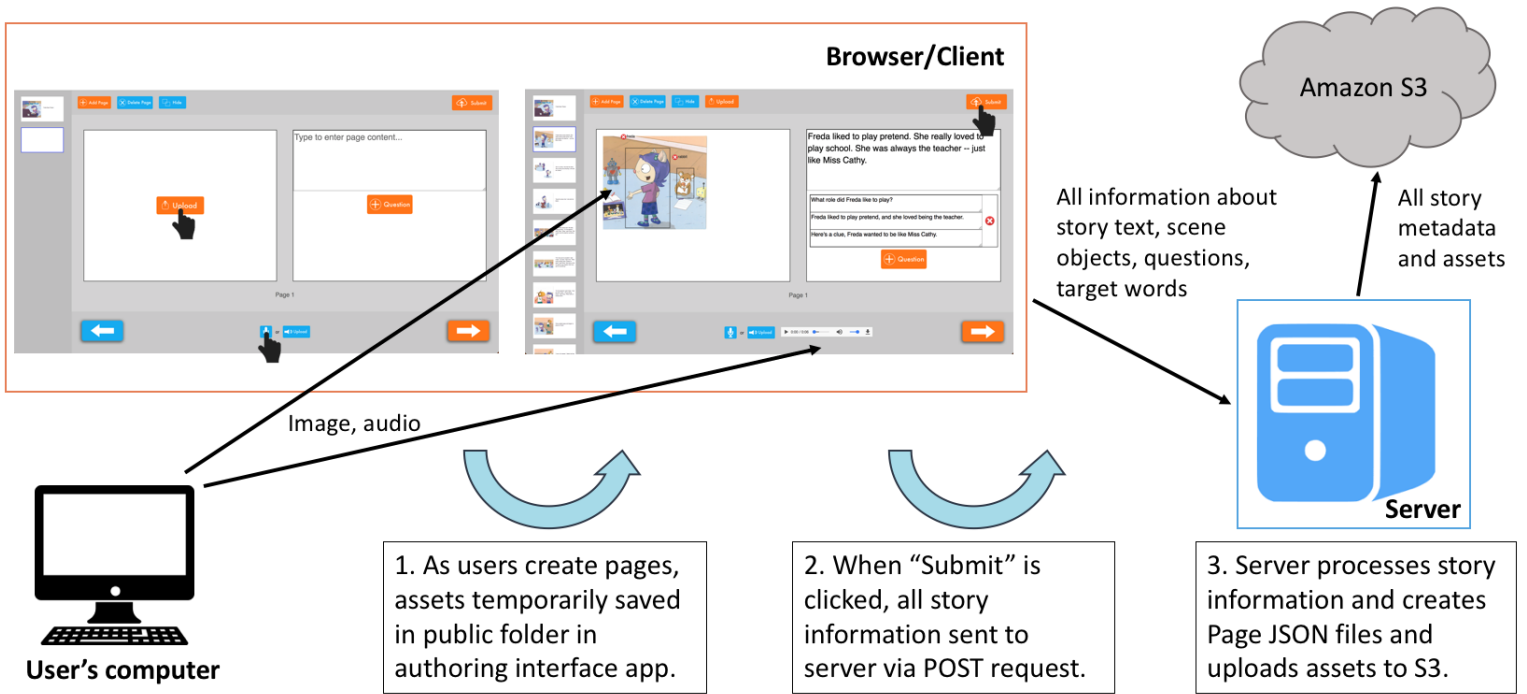 Browser/Client
Add Page
Delete Page
Hide
Submit
Type to enter page content...
Upload
Question
Page 1
or
Upload
Add Page
Delete Page
Hide
Upload
Submit
Freda liked to play pretend. She really loved to
play school. She was always the teacher -- just
like Miss Cathy.
What role did Freda like to play?
Freda liked to play pretend, and she loved being the teacher.
Here's a clue, Freda wanted to be like Miss Cathy.
Question
Page 1
or
Upload
Amazon S3
All information about
story text, scene
objects, questions,
target words
All story
metadata
and assets
Image, audio
Server
User's computer
1. As users create pages,
assets temporarily saved
in public folder in
authoring interface app.
2. When “Submit” is
clicked, all story
information sent to
server via POST request.
3. Server processes story
information and creates
Page JSON files and
uploads assets to S3.